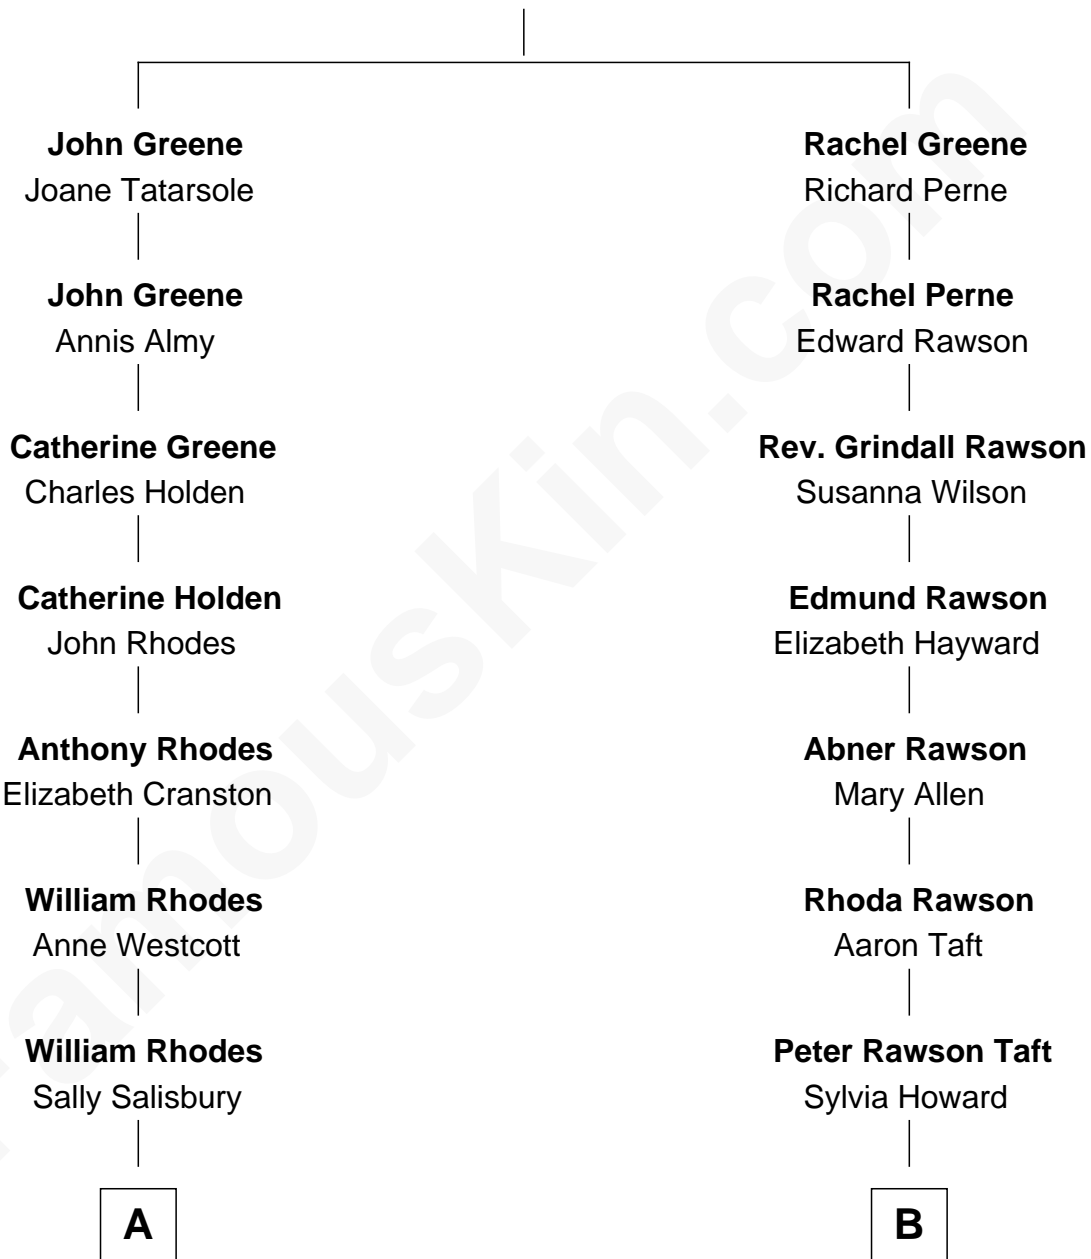 John Greene
Joane Tatarsole
John Greene
Annis Almy
Catherine Greene
Charles Holden
Catherine Holden
John Rhodes
Anthony Rhodes
Elizabeth Cranston
William Rhodes
Anne Westcott
William Rhodes
Sally Salisbury
A
Rachel Greene
Richard Perne
Rachel Perne
Edward Rawson
Rev. Grindall Rawson
Susanna Wilson
Edmund Rawson
Elizabeth Hayward
Abner Rawson
Mary Allen
Rhoda Rawson
Aaron Taft
Peter Rawson Taft
Sylvia Howard
B
FamousKin.com